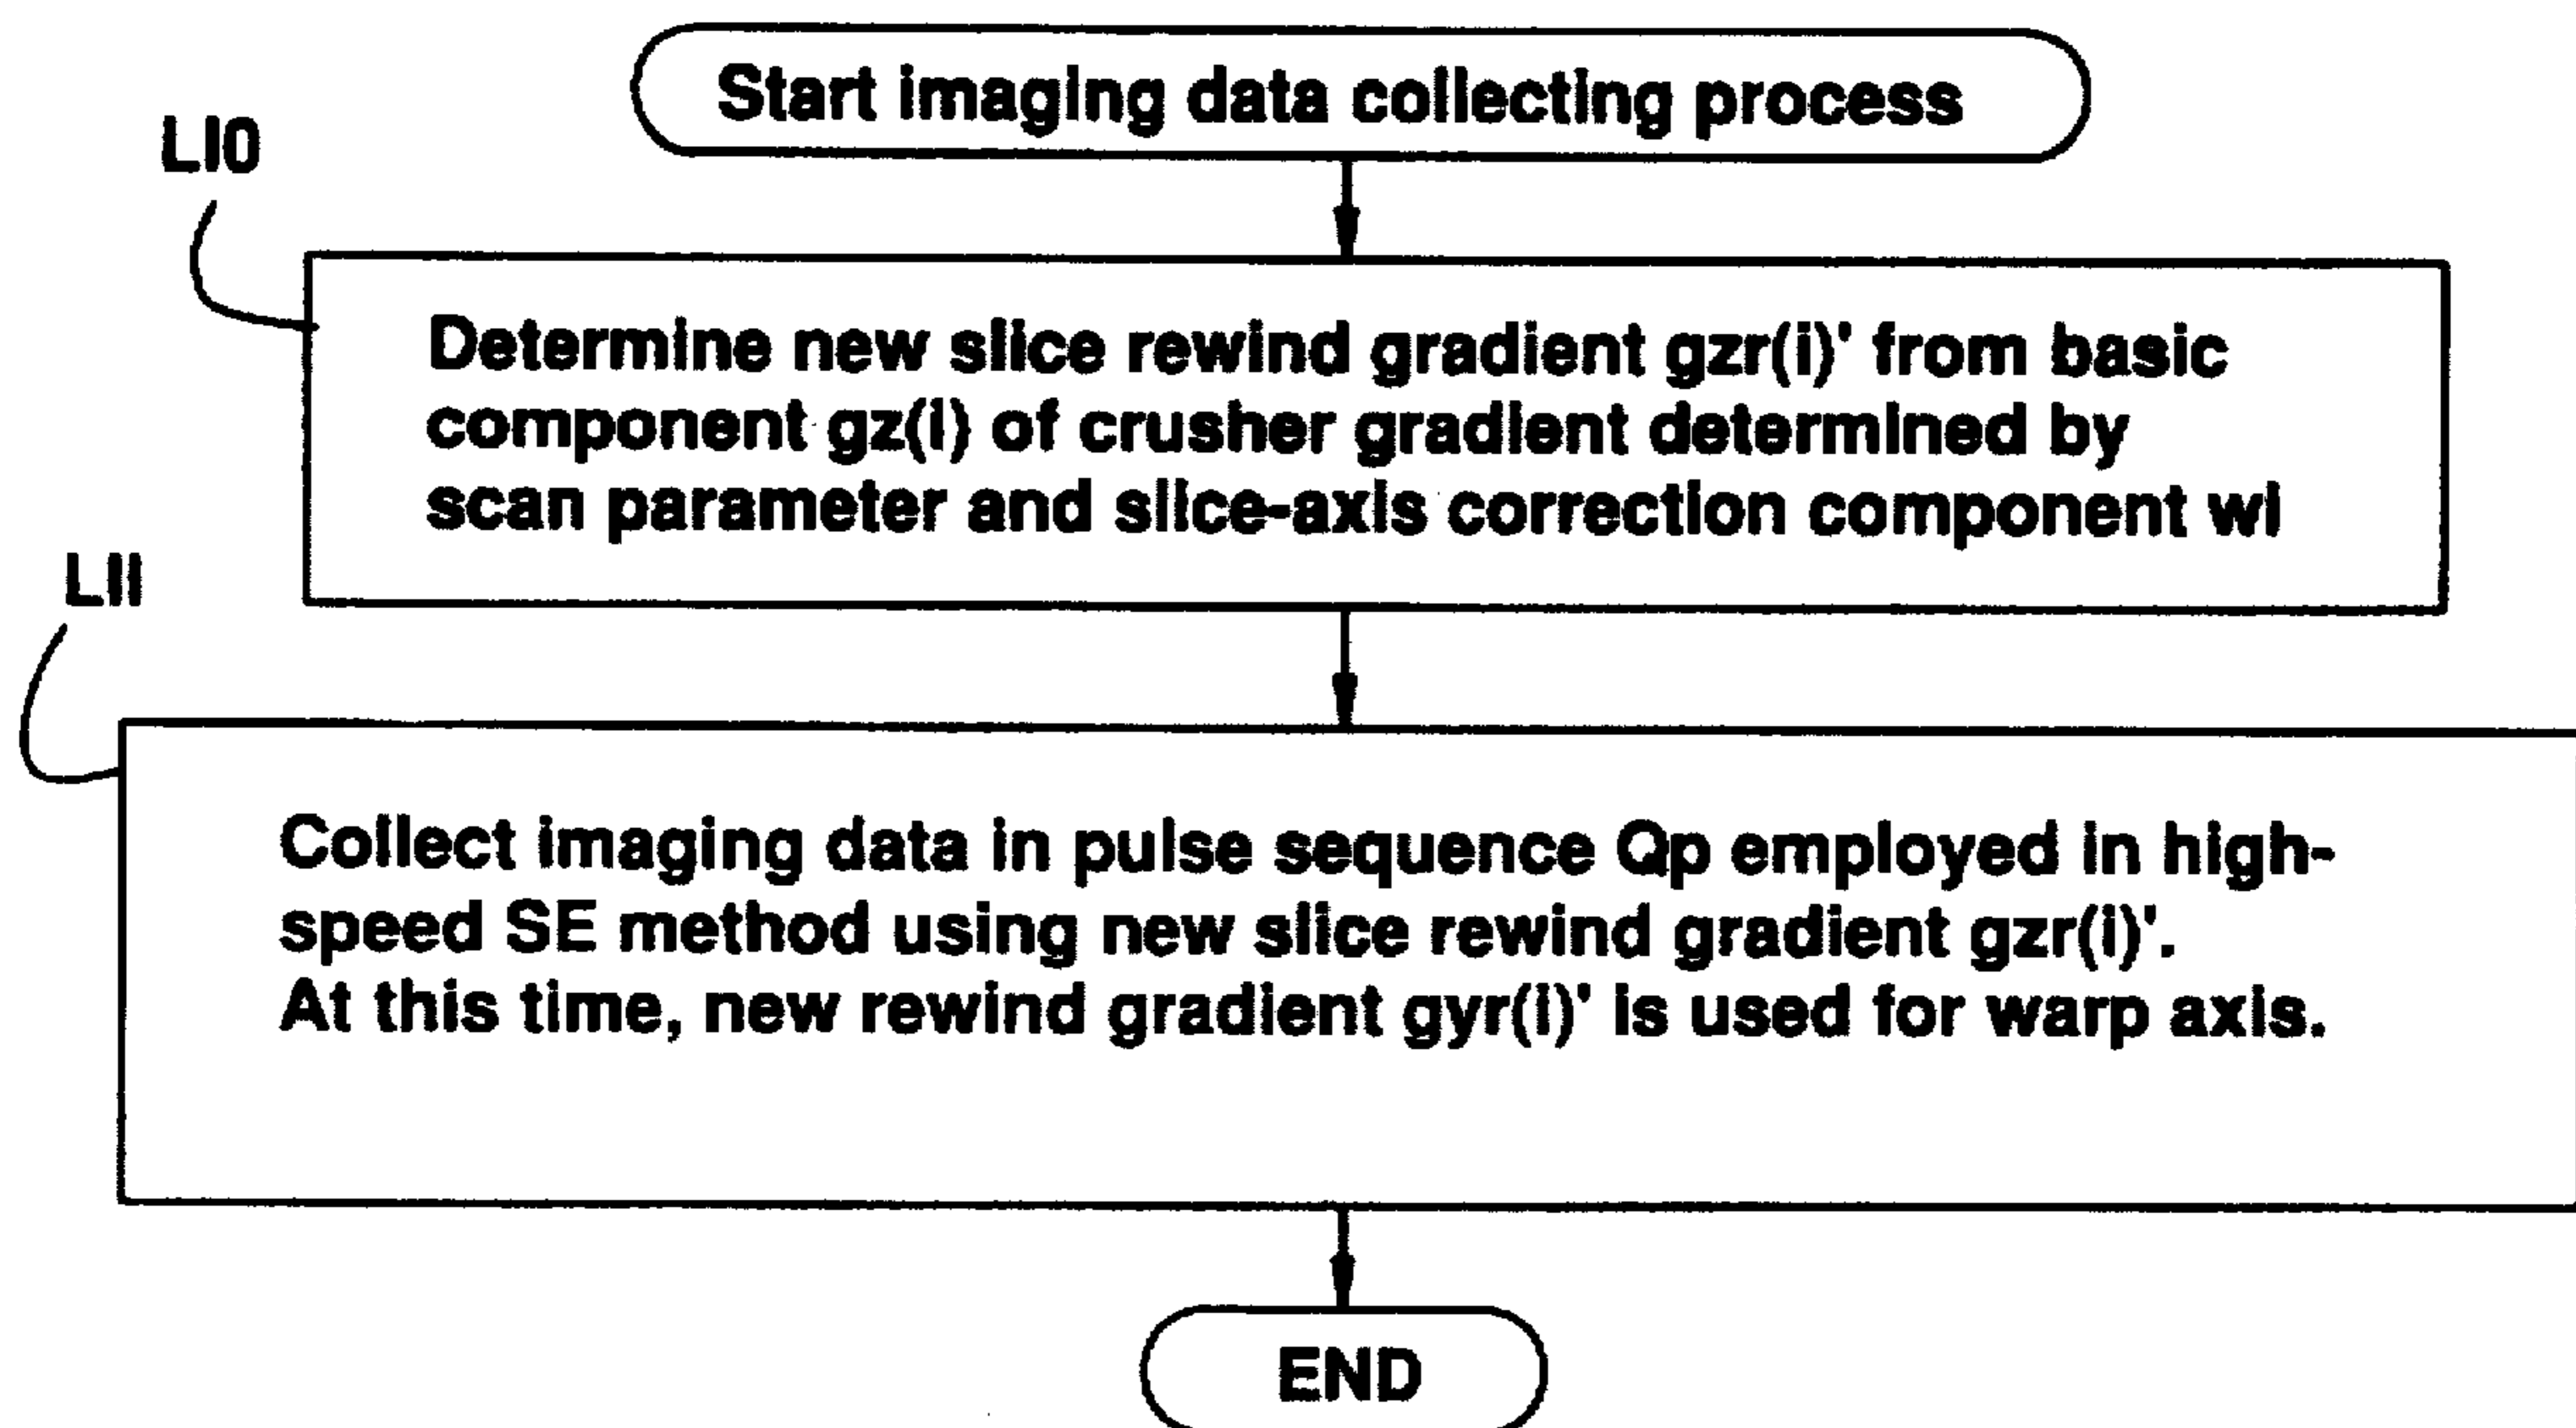 Start imaging data collecting process
LI0
Determine new slice rewind gradient gzr(i)' from basic
component gz(i) of crusher gradient determined by
scan parameter and slice-axis correction component wi
LII
Collect imaging data in pulse sequence Qp employed in high-
speed SE method using new slice rewind gradient gzr(i)'.
At this time, new rewind gradient gyr(i)' is used for warp axis.
END